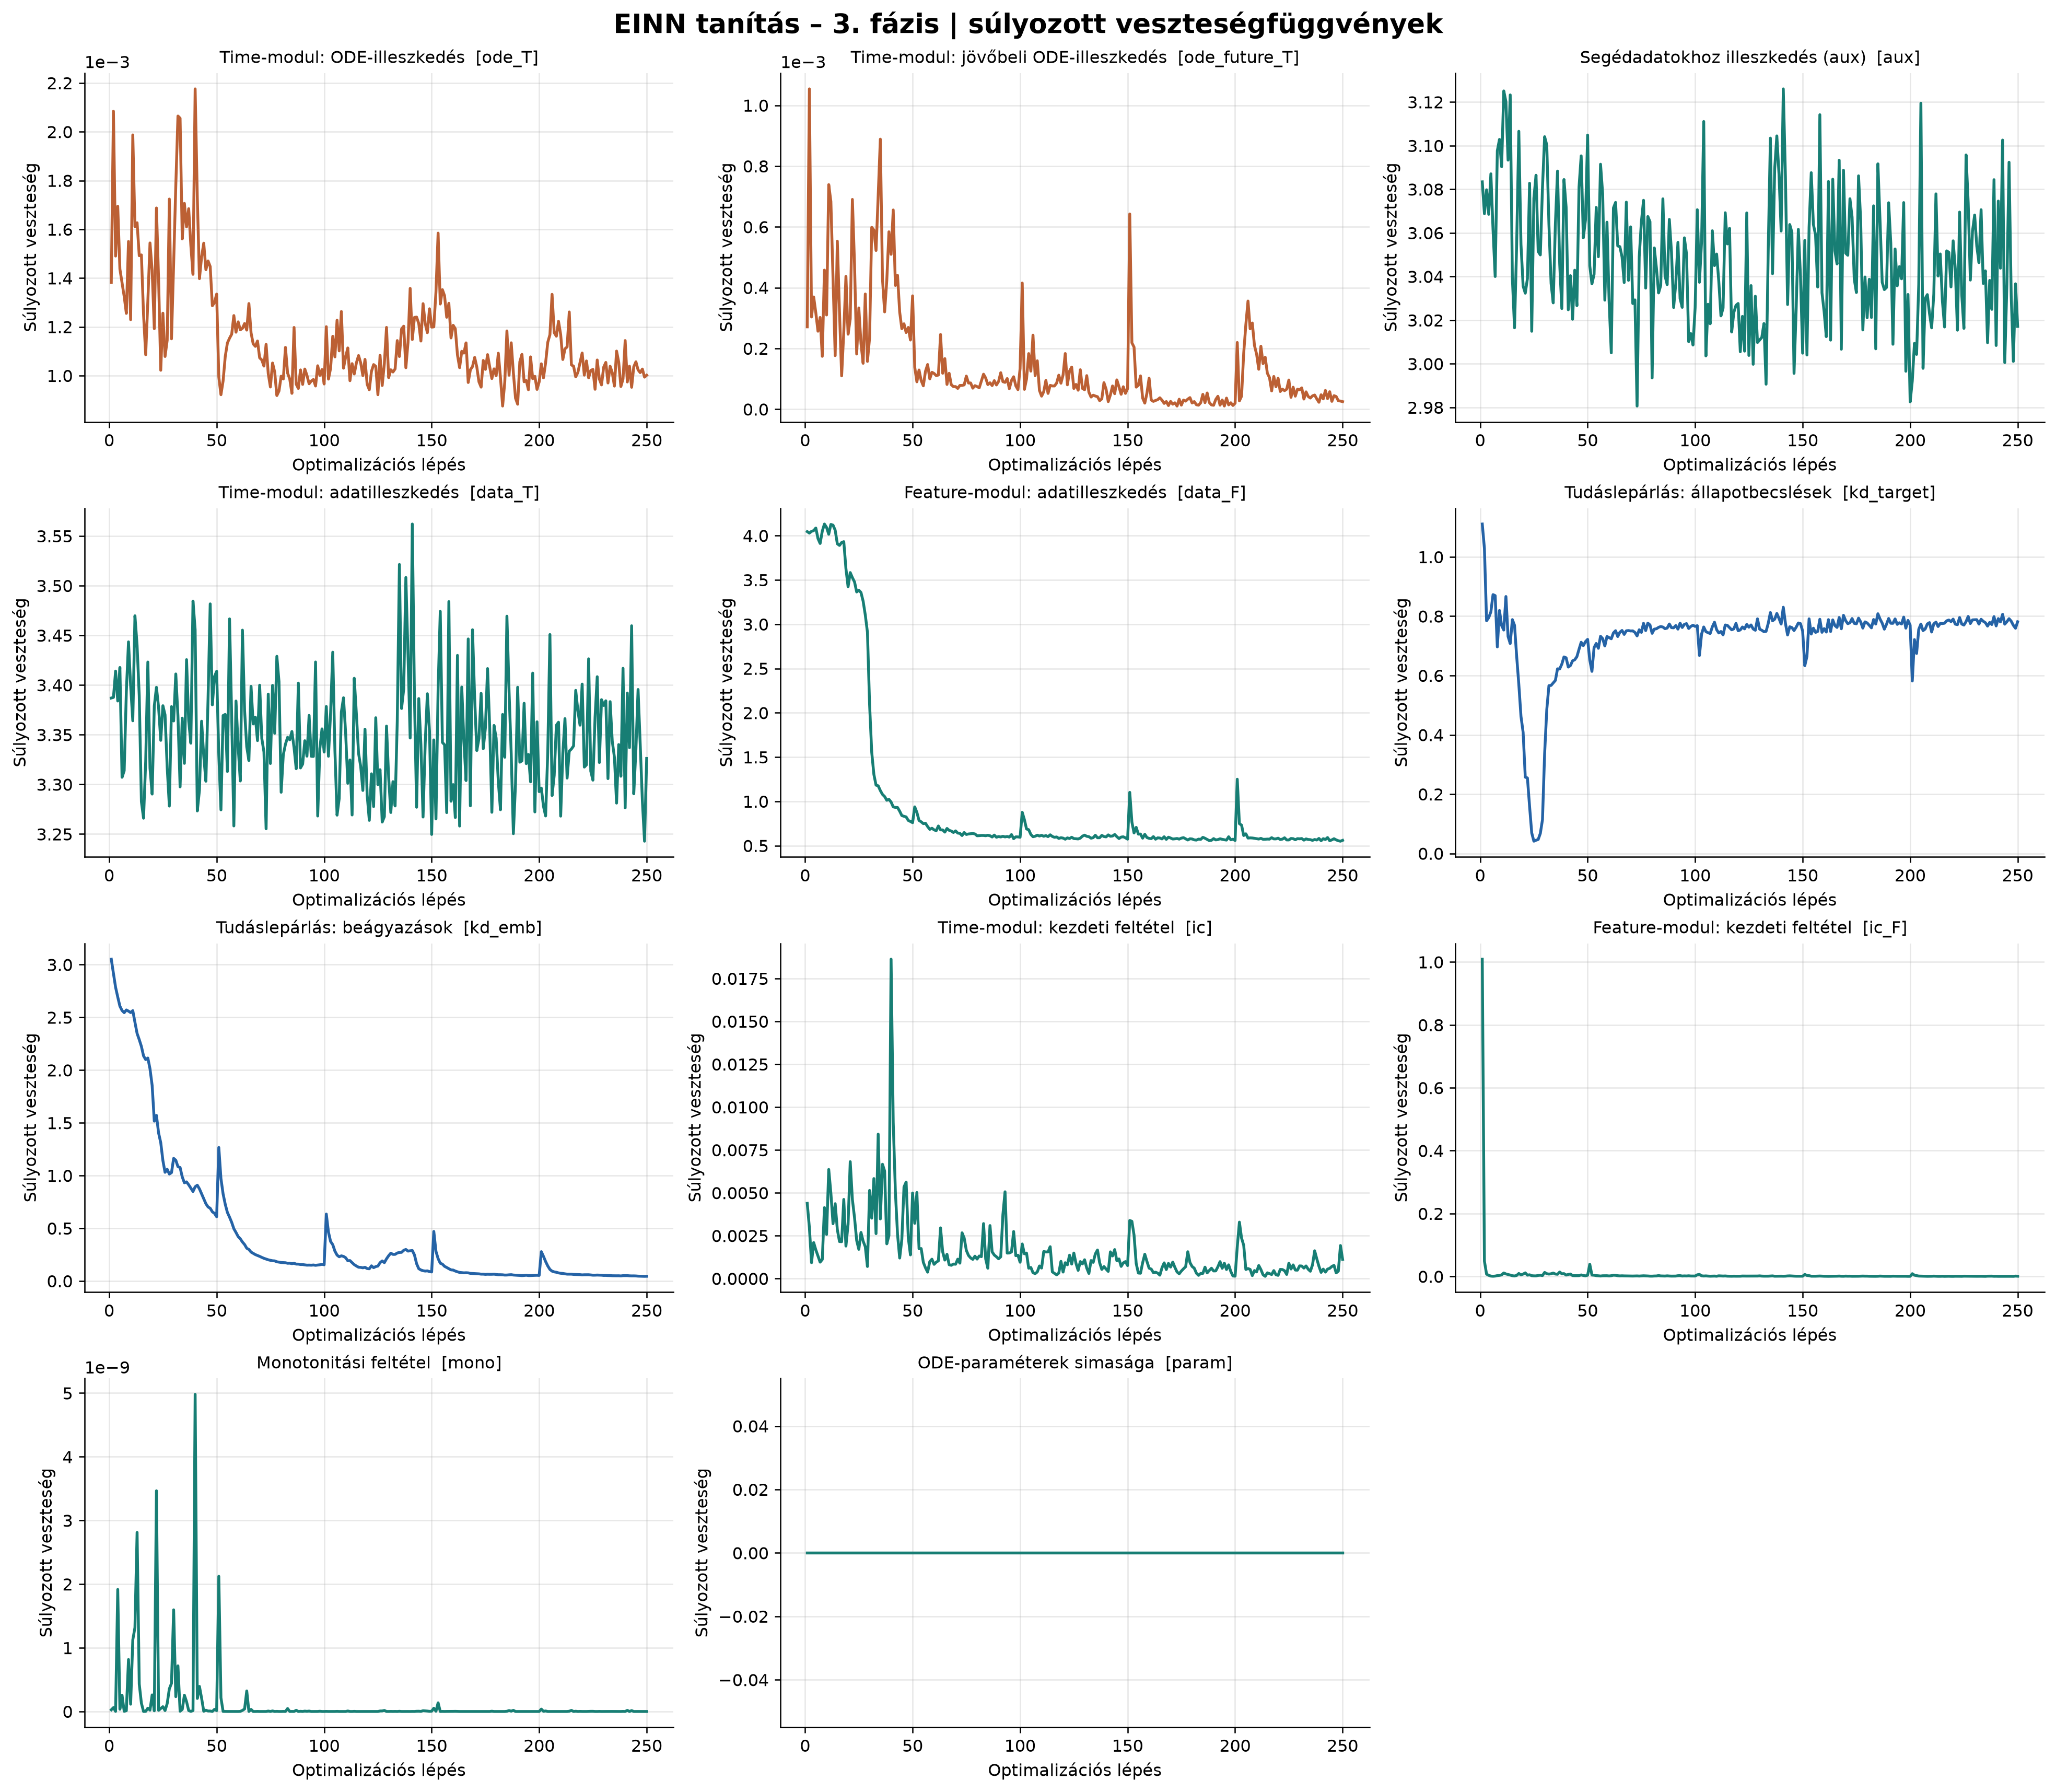 EINN tanítás – 3. fázis | súlyozott veszteségfüggvények
Time-modul: ODE-illeszkedés [ode_T]
1e−3
Súlyozott veszteség
2.2
2.0
1.8
1.6
1.4
1.2
1.0
0 50 100 150 200 250
Optimalizációs lépés
Time-modul: jövőbeli ODE-illeszkedés [ode_future_T]
1e−3
Súlyozott veszteség
1.0
0.8
0.6
0.4
0.2
0.0
0 50 100 150 200 250
Optimalizációs lépés
Segédadatokhoz illeszkedés (aux) [aux]
Súlyozott veszteség
3.12
3.10
3.08
3.06
3.04
3.02
3.00
2.98
0 50 100 150 200 250
Optimalizációs lépés
Time-modul: adatilleszkedés [data_T]
Súlyozott veszteség
3.55
3.50
3.45
3.40
3.35
3.30
3.25
0 50 100 150 200 250
Optimalizációs lépés
Feature-modul: adatilleszkedés [data_F]
Súlyozott veszteség
4.0
3.5
3.0
2.5
2.0
1.5
1.0
0.5
0 50 100 150 200 250
Optimalizációs lépés
Tudáslepárlás: állapotbecslések [kd_target]
Súlyozott veszteség
1.0
0.8
0.6
0.4
0.2
0.0
0 50 100 150 200 250
Optimalizációs lépés
Tudáslepárlás: beágyazások [kd_emb]
Súlyozott veszteség
3.0
2.5
2.0
1.5
1.0
0.5
0.0
0 50 100 150 200 250
Optimalizációs lépés
Time-modul: kezdeti feltétel [ic]
Súlyozott veszteség
0.0175
0.0150
0.0125
0.0100
0.0075
0.0050
0.0025
0.0000
0 50 100 150 200 250
Optimalizációs lépés
Feature-modul: kezdeti feltétel [ic_F]
Súlyozott veszteség
1.0
0.8
0.6
0.4
0.2
0.0
0 50 100 150 200 250
Optimalizációs lépés
Monotonitási feltétel [mono]
1e−9
Súlyozott veszteség
5
4
3
2
1
0
0 50 100 150 200 250
Optimalizációs lépés
ODE-paraméterek simasága [param]
Súlyozott veszteség
0.04
0.02
0.00
−0.02
−0.04
0 50 100 150 200 250
Optimalizációs lépés